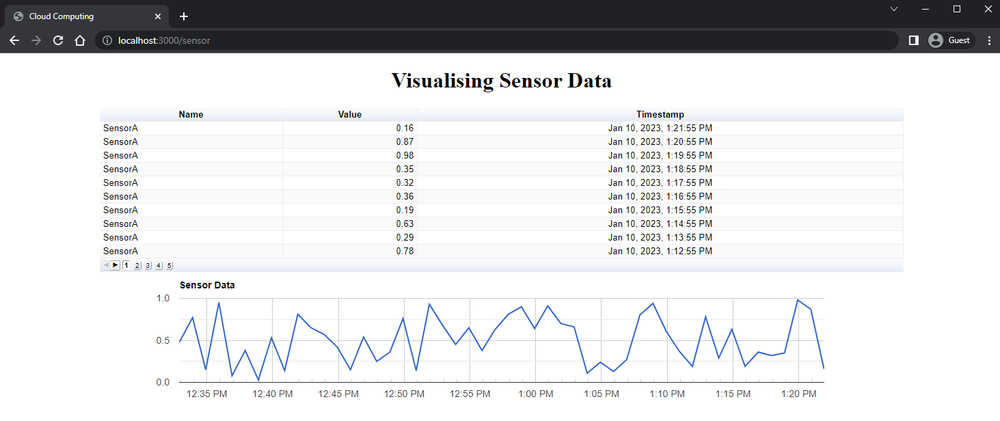 Cloud Computing
localhost:3000/sensor
Guest
Visualising Sensor Data
Name Value Timestamp
SensorA 0.16 Jan 10, 2023, 1:21:55 PM
SensorA 0.87 Jan 10, 2023, 1:20:55 PM
SensorA 0.98 Jan 10, 2023, 1:19:55 PM
SensorA 0.35 Jan 10, 2023, 1:18:55 PM
SensorA 0.32 Jan 10, 2023, 1:17:55 PM
SensorA 0.36 Jan 10, 2023, 1:16:55 PM
SensorA 0.19 Jan 10, 2023, 1:15:55 PM
SensorA 0.63 Jan 10, 2023, 1:14:55 PM
SensorA 0.29 Jan 10, 2023, 1:13:55 PM
SensorA 0.78 Jan 10, 2023, 1:12:55 PM
1 2 3 4 5
Sensor Data
1.0
0.5
0.0
12:35 PM 12:40 PM 12:45 PM 12:50 PM 12:55 PM 1:00 PM 1:05 PM 1:10 PM 1:15 PM 1:20 PM